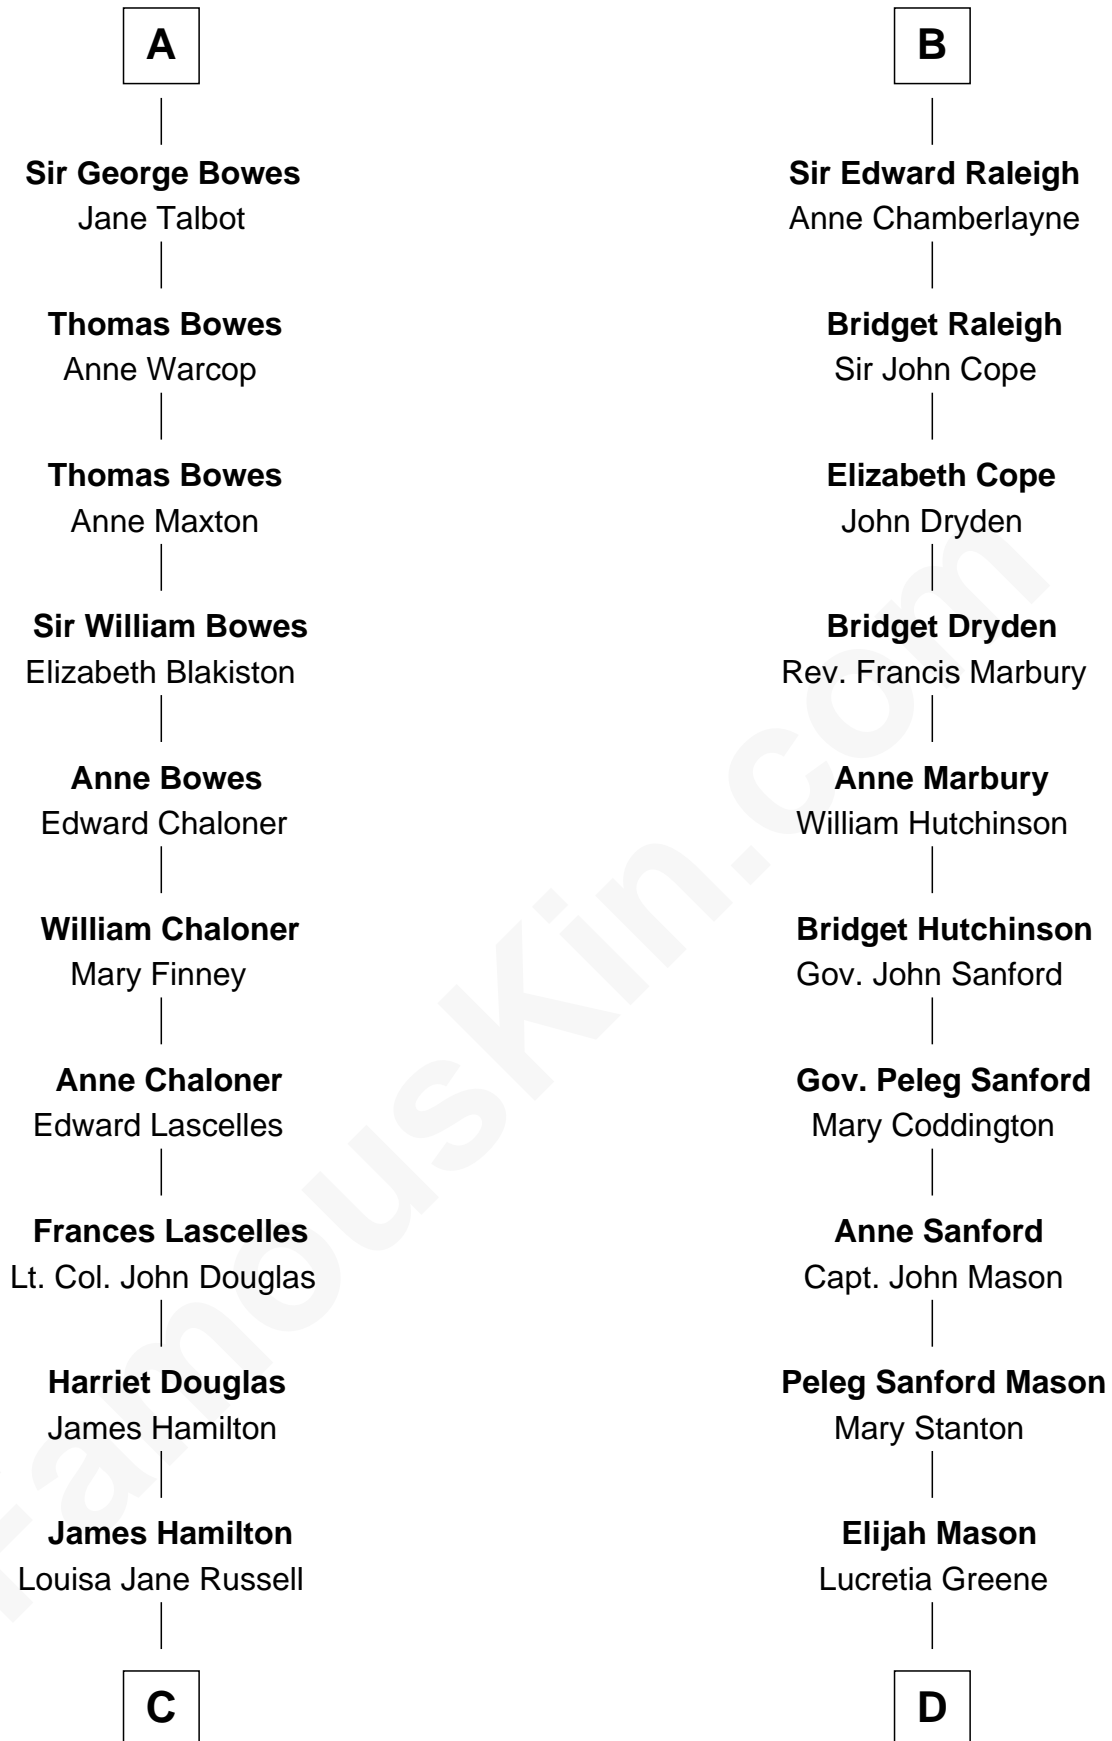 A
Sir George Bowes
Jane Talbot
Thomas Bowes
Anne Warcop
Thomas Bowes
Anne Maxton
Sir William Bowes
Elizabeth Blakiston
Anne Bowes
Edward Chaloner
William Chaloner
Mary Finney
Anne Chaloner
Edward Lascelles
Frances Lascelles
Lt. Col. John Douglas
Harriet Douglas
James Hamilton
James Hamilton
Louisa Jane Russell
C
B
Sir Edward Raleigh
Anne Chamberlayne
Bridget Raleigh
Sir John Cope
Elizabeth Cope
John Dryden
Bridget Dryden
Rev. Francis Marbury
Anne Marbury
William Hutchinson
Bridget Hutchinson
Gov. John Sanford
Gov. Peleg Sanford
Mary Coddington
Anne Sanford
Capt. John Mason
Peleg Sanford Mason
Mary Stanton
Elijah Mason
Lucretia Greene
D
FamousKin.com